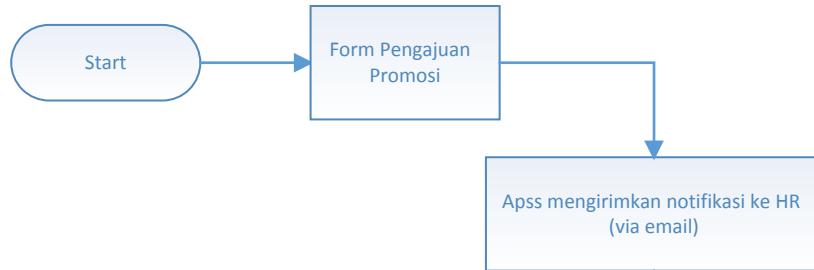 Start
Form Pengajuan
Promosi
Apss mengirimkan notifikasi ke HR
(via email)